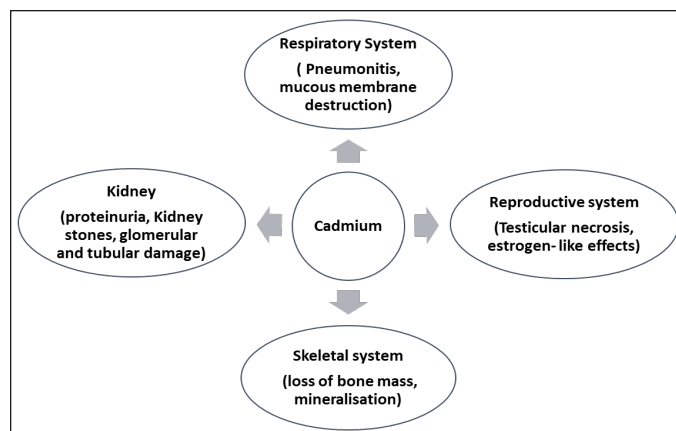 Respiratory System
( Pneumonitis,
mucous membrane
destruction)
Kidney
(proteinuria, Kidney
stones, glomerular
and tubular damage)
Cadmium
Reproductive system
(Testicular necrosis,
estrogen- like effects)
Skeletal system
(loss of bone mass,
mineralisation)